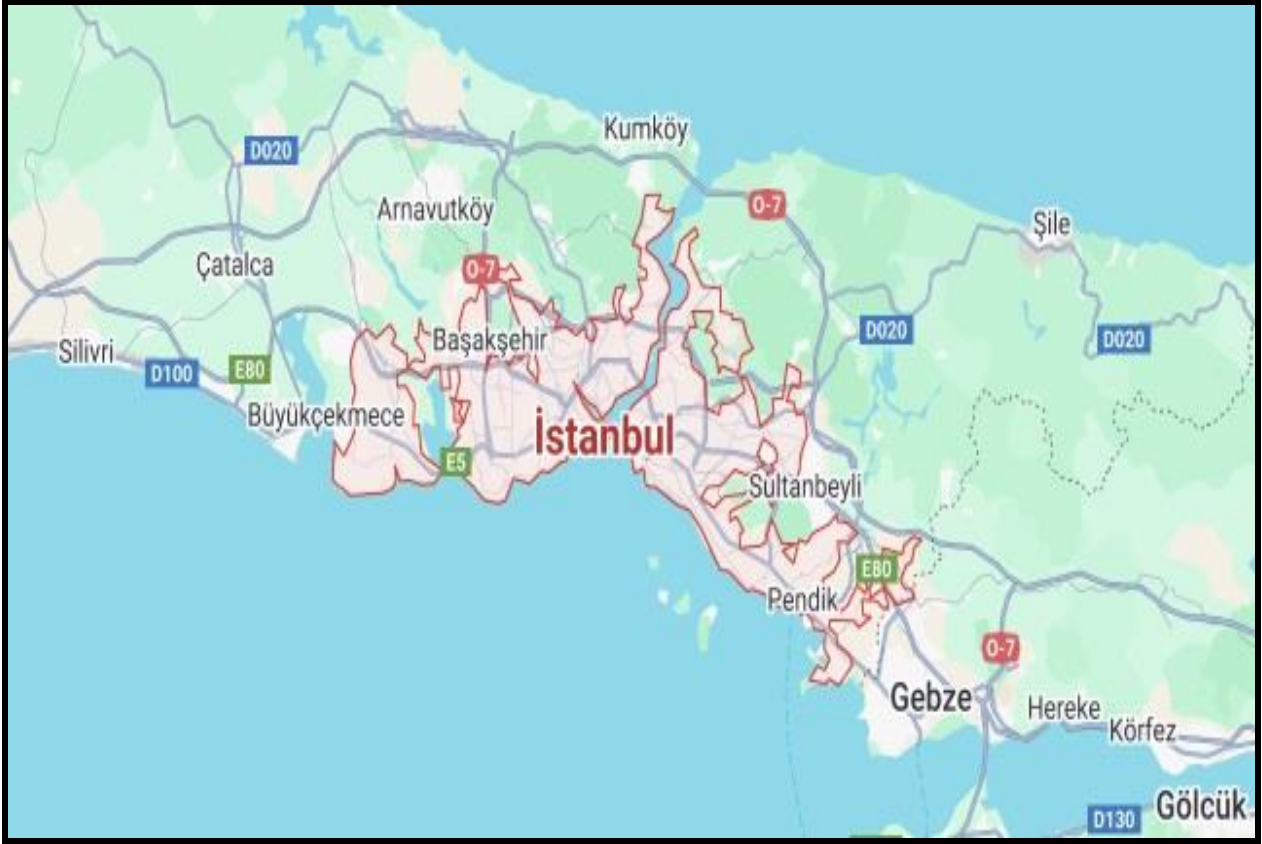 Kumköy
D020
Arnavutköy
O-7
Şile
Çatalca
O-7
D020
D020
Başakşehir
Silivri
D100
E80
Büyükçekmece
İstanbul
E5
Sultanbeyli
E80
Pendik
O-7
Gebze
Hereke
Körfez
Gölcük
D130